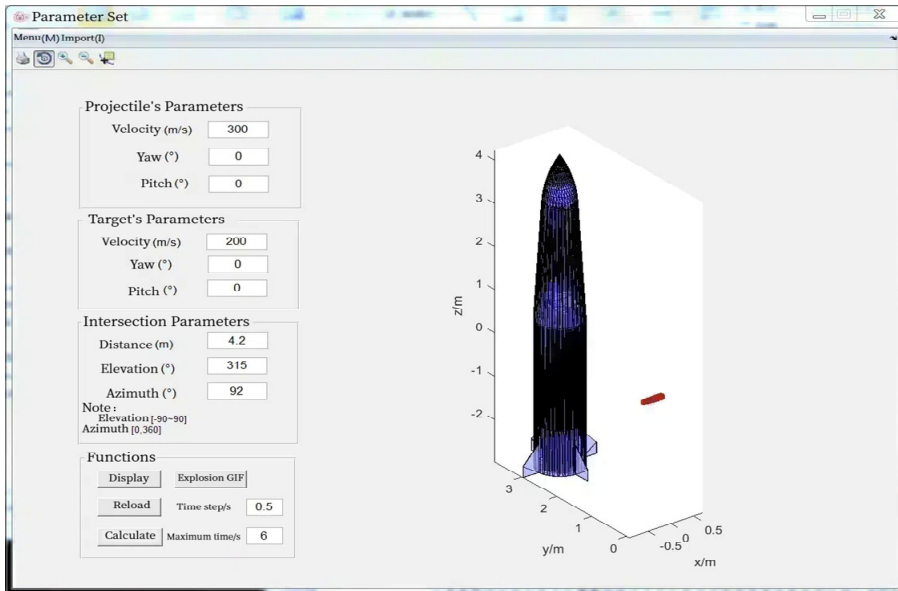 Parameter Set
Menu(M) Import(I)
Projectile's Parameters
Velocity (m/s) 300
Yaw (°) 0
Pitch (°) 0
Target's Parameters
Velocity (m/s) 200
Yaw (°) 0
Pitch (°) 0
Intersection Parameters
Distance (m) 4.2
Elevation (°) 315
Azimuth (°) 92
Note:
Elevation [-90~90]
Azimuth [0,360]
Functions
Display Explosion GIF
Reload Time step/s 0.5
Calculate Maximum time/s 6
4
3
2
1
0
-1
-2
z/m
3
2
1
0
y/m
-0.5
0
0.5
x/m